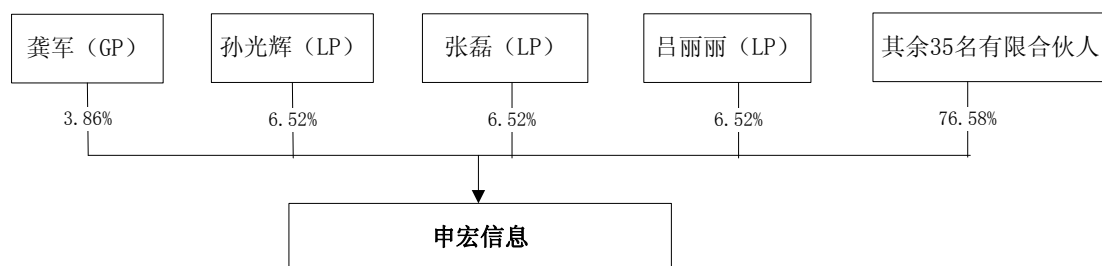 龚军（GP）
孙光辉（LP）
张磊（LP）
吕丽丽（LP）
其余35名有限合伙人
3.86%
6.52%
6.52%
6.52%
76.58%
申宏信息